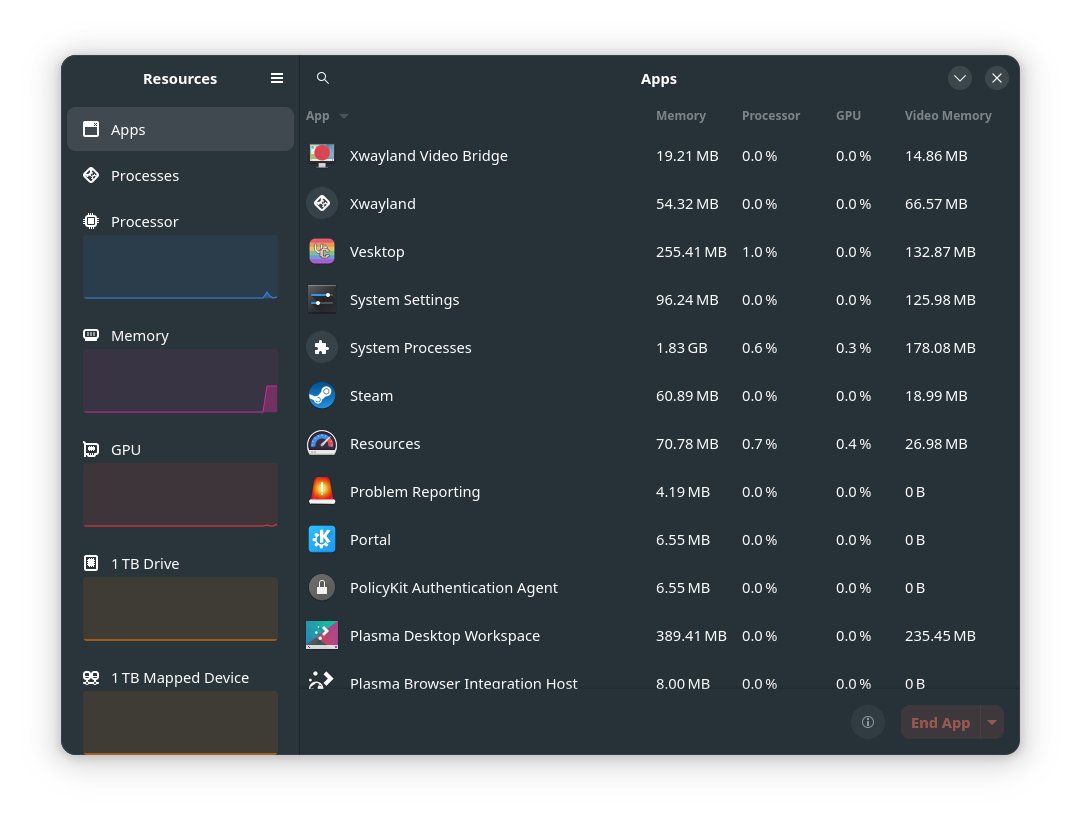 Resources
Apps
Apps
Processes
Processor
Memory
GPU
1 TB Drive
1 TB Mapped Device
App Memory Processor GPU Video Memory
Xwayland Video Bridge 19.21 MB 0.0 % 0.0 % 14.86 MB
Xwayland 54.32 MB 0.0 % 0.0 % 66.57 MB
Vesktop 255.41 MB 1.0 % 0.0 % 132.87 MB
System Settings 96.24 MB 0.0 % 0.0 % 125.98 MB
System Processes 1.83 GB 0.6 % 0.3 % 178.08 MB
Steam 60.89 MB 0.0 % 0.0 % 18.99 MB
Resources 70.78 MB 0.7 % 0.4 % 26.98 MB
Problem Reporting 4.19 MB 0.0 % 0.0 % 0 B
Portal 6.55 MB 0.0 % 0.0 % 0 B
PolicyKit Authentication Agent 6.55 MB 0.0 % 0.0 % 0 B
Plasma Desktop Workspace 389.41 MB 0.0 % 0.0 % 235.45 MB
Plasma Browser Integration Host 8.00 MB 0.0 % 0.0 % 0 B
End App